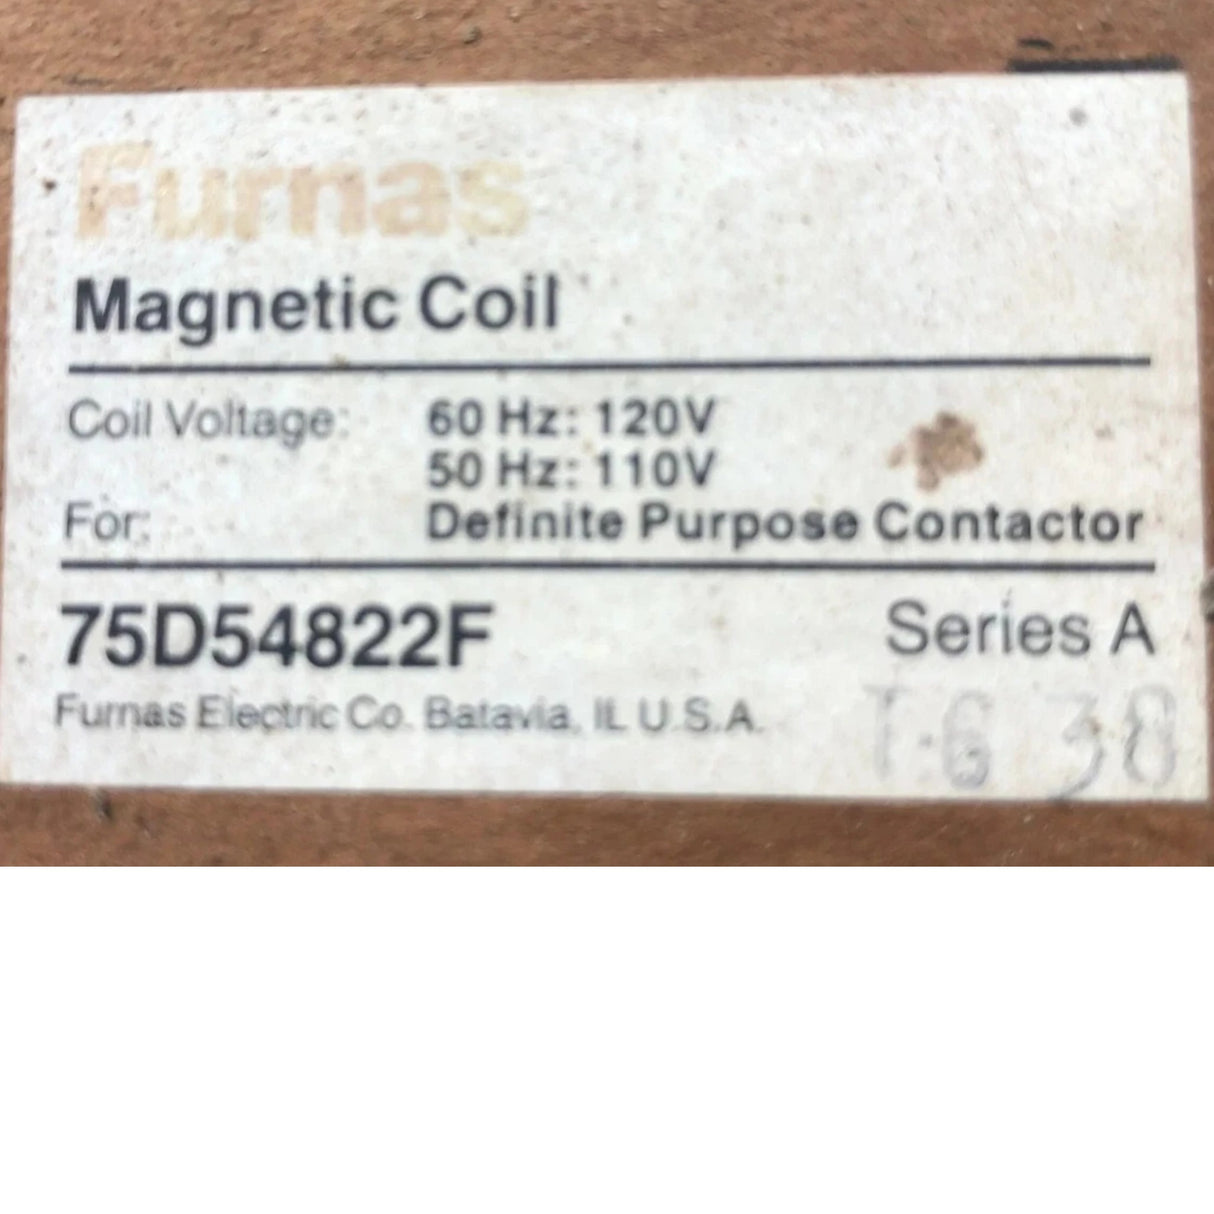 Furnas
Magnetic Coil
Coil Voltage: 60 Hz: 120V
50 Hz: 110V
For: Definite Purpose Contactor
75D54822F Series A
Furnas Electric Co. Batavia, IL U.S.A.
T-G 38